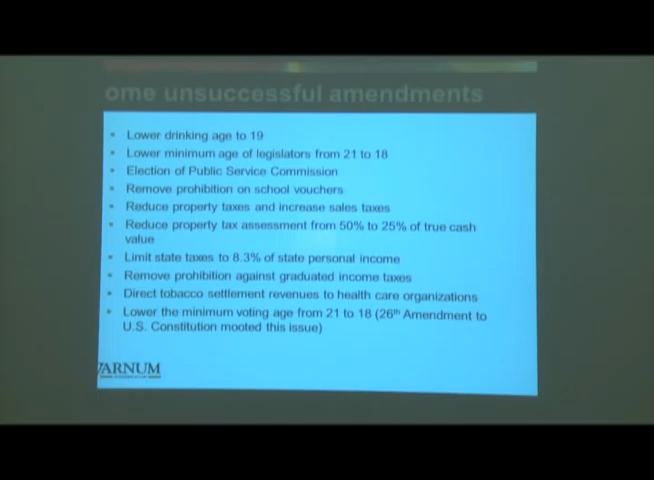 ome unsuccessful amendments
Lower drinking age to 19
Lower minimum age of legislators from 21 to 18
Election of Public Service Commission
Remove prohibition on school vouchers
Reduce property taxes and increase sales taxes
Reduce property tax assessment from 50% to 25% of true cash
value
Limit state taxes to 8.3% of state personal income
Remove prohibition against graduated income taxes
Direct tobacco settlement revenues to health care organizations
Lower the minimum voting age from 21 to 18 (26th Amendment to
U.S. Constitution mooted this issue)
VARNUM